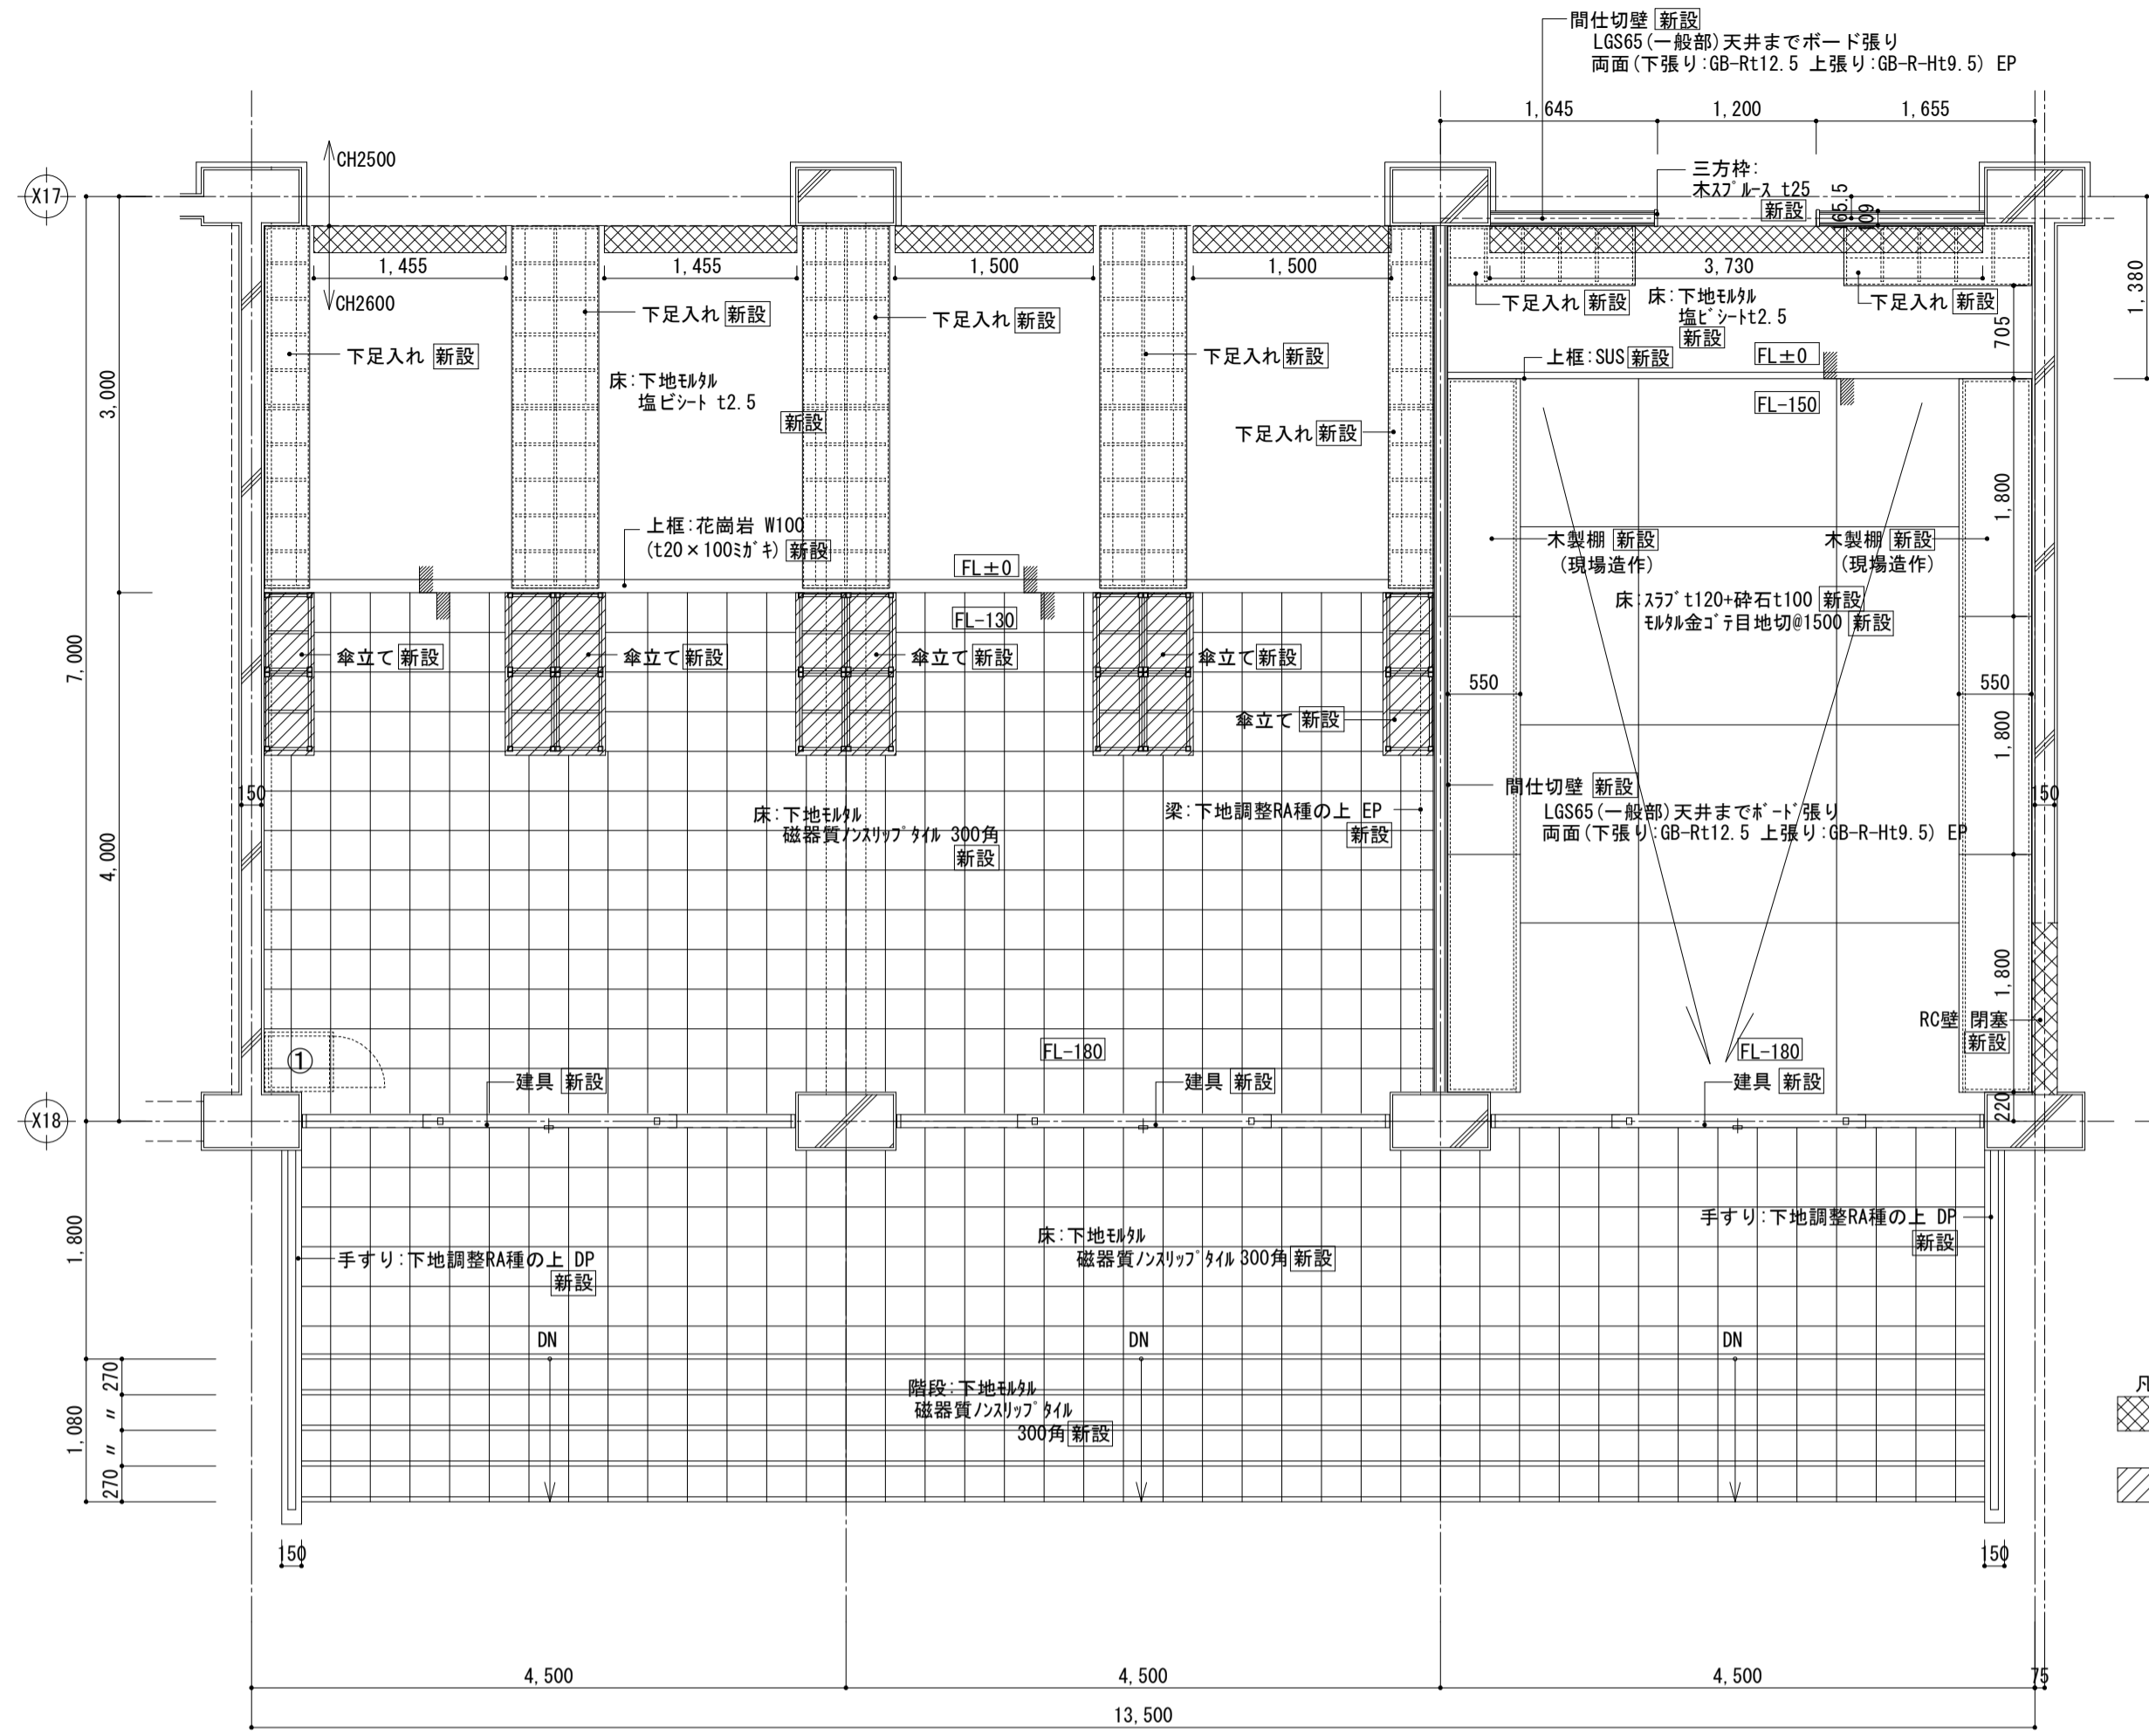 間仕切壁 新設
LGS65(一般部)天井までボード張り
両面(下張り:GB-Rt12.5 上張り:GB-R-Ht9.5) EP
1,645
1,200
1,655
CH2500
X17
三方枠:
木ｽﾌﾟﾙｰｽ t25
新設
165.5
109
1,455
1,455
1,500
1,500
3,730
CH2600
1,380
下足入れ 新設
下足入れ 新設
下足入れ 新設
下足入れ 新設
床:下地ﾓﾙﾀﾙ
塩ﾋﾞｼｰﾄt2.5
新設
705
下足入れ 新設
下足入れ 新設
上框:SUS 新設
FL±0
FL-150
3,000
床:下地ﾓﾙﾀﾙ
塩ビｼｰﾄ t2.5
新設
下足入れ 新設
上框:花崗岩 W100
(t20×100ﾐｶﾞｷ) 新設
FL±0
FL-130
1,800
木製棚 新設
(現場造作)
木製棚 新設
(現場造作)
床:ｽﾗﾌﾞt120+砕石t100 新設
ﾓﾙﾀﾙ金ｺﾞﾃ目地切@1500 新設
7,000
傘立て 新設
傘立て 新設
傘立て 新設
傘立て 新設
傘立て 新設
550
550
1,800
150
間仕切壁 新設
LGS65(一般部)天井までﾎﾞｰﾄﾞ張り
両面(下張り:GB-Rt12.5 上張り:GB-R-Ht9.5) EP
150
4,000
床:下地ﾓﾙﾀﾙ
磁器質ﾉﾝｽﾘｯﾌﾟﾀｲﾙ 300角
新設
梁:下地調整RA種の上 EP
新設
1,800
RC壁 閉塞
新設
①
FL-180
FL-180
建具 新設
建具 新設
建具 新設
220
X18
1,800
手すり:下地調整RA種の上 DP
新設
床:下地ﾓﾙﾀﾙ
磁器質ﾉﾝｽﾘｯﾌﾟﾀｲﾙ 300角 新設
手すり:下地調整RA種の上 DP
新設
DN
DN
DN
270
〃
〃
270
1,080
階段:下地ﾓﾙﾀﾙ
磁器質ﾉﾝｽﾘｯﾌﾟﾀｲﾙ
300角 新設
凡
150
150
4,500
4,500
4,500
75
13,500